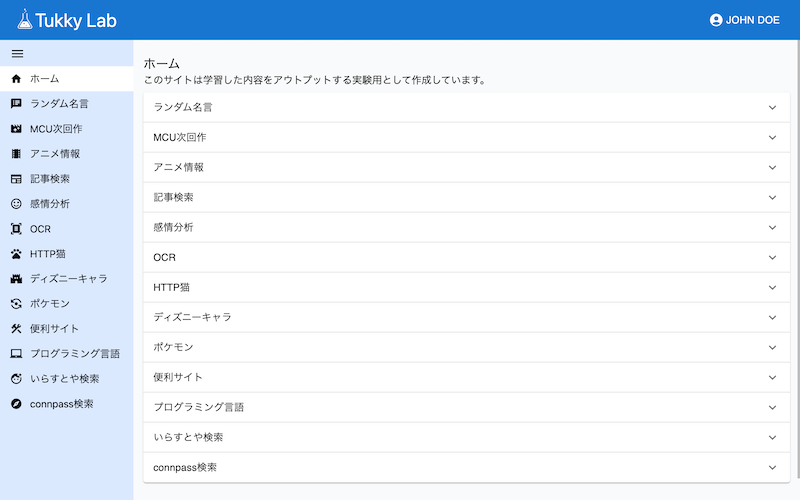 Tukky Lab
JOHN DOE
ホーム
ランダム名言
MCU次回作
アニメ情報
記事検索
感情分析
OCR
HTTP猫
ディズニーキャラ
ポケモン
便利サイト
プログラミング言語
いらすとや検索
connpass検索
ホーム
このサイトは学習した内容をアウトプットする実験用として作成しています。
ランダム名言
MCU次回作
アニメ情報
記事検索
感情分析
OCR
HTTP猫
ディズニーキャラ
ポケモン
便利サイト
プログラミング言語
いらすとや検索
connpass検索